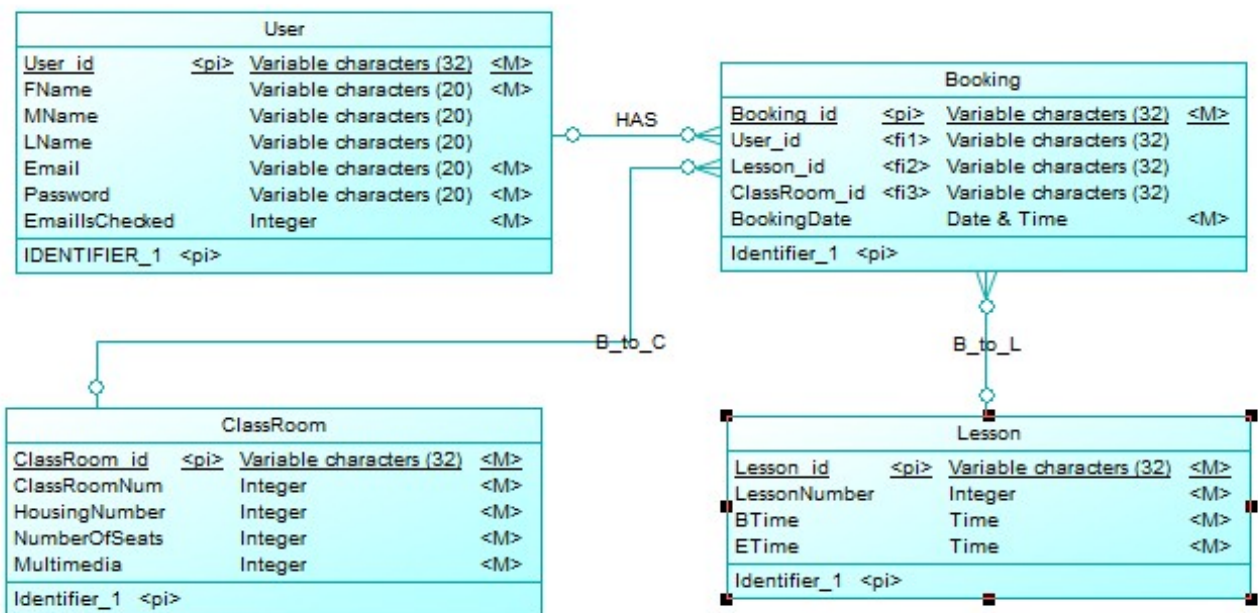 User
User_id <pi> Variable characters (32) <M>
FName Variable characters (20) <M>
MName Variable characters (20)
LName Variable characters (20)
Email Variable characters (20) <M>
Password Variable characters (20) <M>
EmailIsChecked Integer <M>
IDENTIFIER_1 <pi>
HAS
Booking
Booking_id <pi> Variable characters (32) <M>
User_id <fi1> Variable characters (32)
Lesson_id <fi2> Variable characters (32)
ClassRoom_id <fi3> Variable characters (32)
BookingDate Date & Time <M>
Identifier_1 <pi>
B_to_C
B_to_L
ClassRoom
ClassRoom_id <pi> Variable characters (32) <M>
ClassRoomNum Integer <M>
HousingNumber Integer <M>
NumberOfSeats Integer <M>
Multimedia Integer <M>
Identifier_1 <pi>
Lesson
Lesson_id <pi> Variable characters (32) <M>
LessonNumber Integer <M>
BTime Time <M>
ETime Time <M>
Identifier_1 <pi>